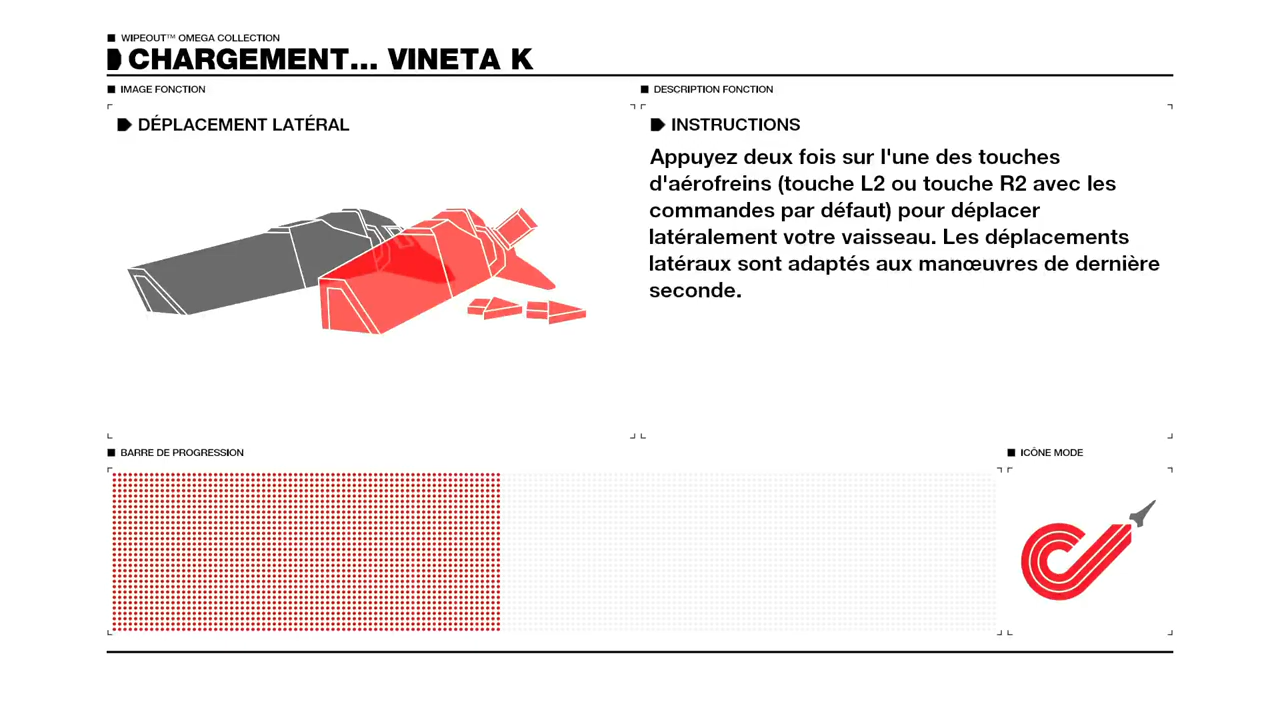 WIPEOUT™ OMEGA COLLECTION
CHARGEMENT... VINETA K
IMAGE FONCTION
DÉPLACEMENT LATÉRAL
DESCRIPTION FONCTION
INSTRUCTIONS
Appuyez deux fois sur l'une des touches
d'aérofreins (touche L2 ou touche R2 avec les
commandes par défaut) pour déplacer
latéralement votre vaisseau. Les déplacements
latéraux sont adaptés aux manœuvres de dernière
seconde.
BARRE DE PROGRESSION
ICÔNE MODE